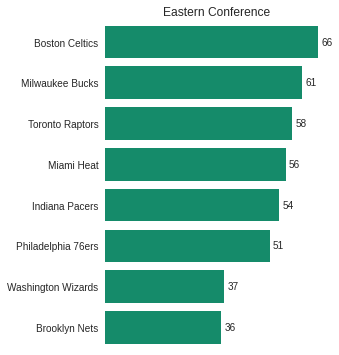 Eastern Conference
Boston Celtics 66
Milwaukee Bucks 61
Toronto Raptors 58
Miami Heat 56
Indiana Pacers 54
Philadelphia 76ers 51
Washington Wizards 37
Brooklyn Nets 36